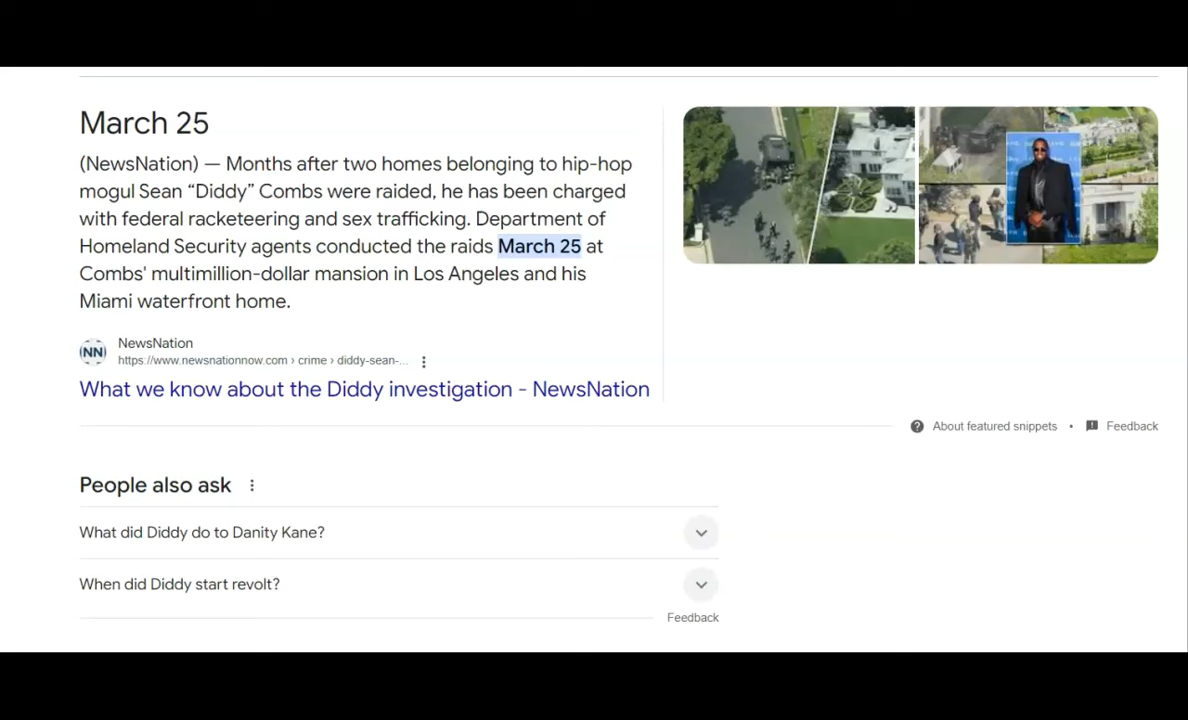 March 25
(NewsNation) — Months after two homes belonging to hip-hop
mogul Sean “Diddy” Combs were raided, he has been charged
with federal racketeering and sex trafficking. Department of
Homeland Security agents conducted the raids March 25 at
Combs' multimillion-dollar mansion in Los Angeles and his
Miami waterfront home.
NN
NewsNation
https://www.newsnationnow.com › crime › diddy-sean-...
What we know about the Diddy investigation - NewsNation
About featured snippets • Feedback
People also ask
What did Diddy do to Danity Kane?
When did Diddy start revolt?
Feedback